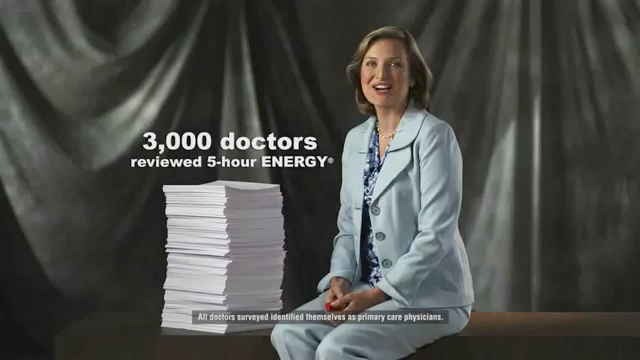 3,000 doctors
reviewed 5-hour ENERGY®
All doctors surveyed identified themselves as primary care physicians.